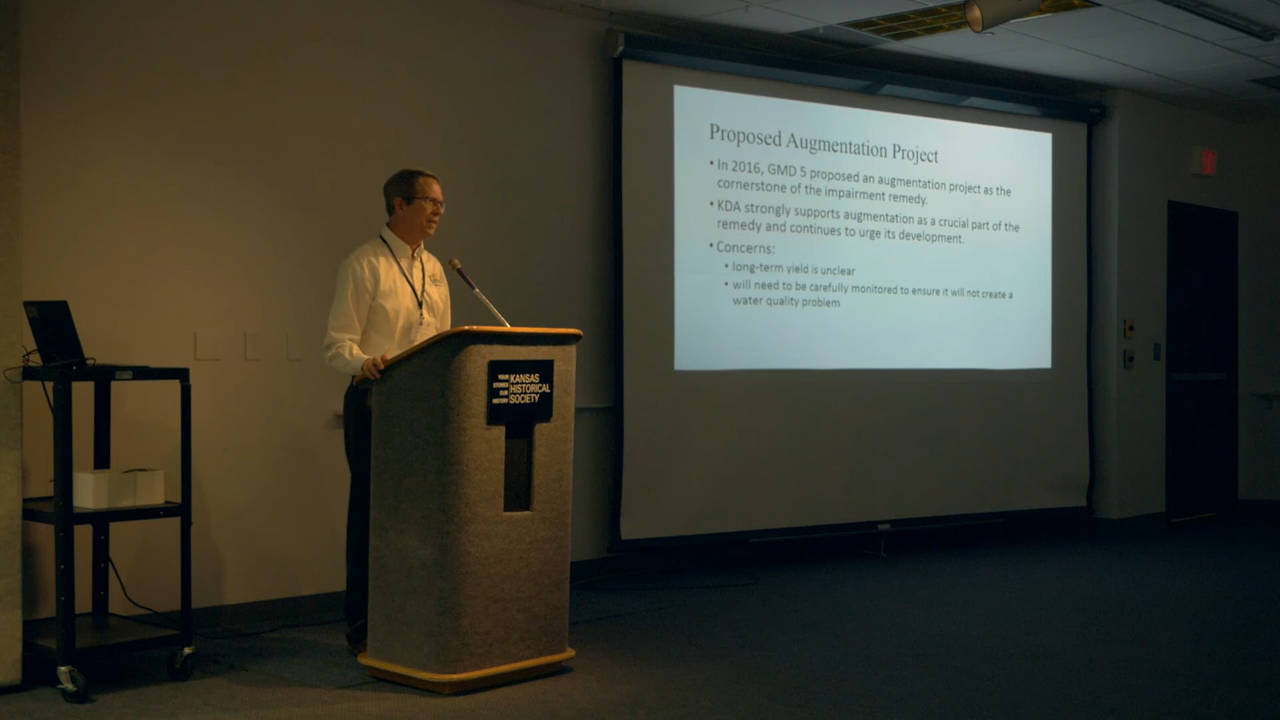 Proposed Augmentation Project
• In 2016, GMD 5 proposed an augmentation project as the
cornerstone of the impairment remedy.
• KDA strongly supports augmentation as a crucial part of the
remedy and continues to urge its development.
• Concerns:
• long-term yield is unclear
• will need to be carefully monitored to ensure it will not create a
water quality problem
YOUR
STORIES
OUR
HISTORY
KANSAS
HISTORICAL
SOCIETY